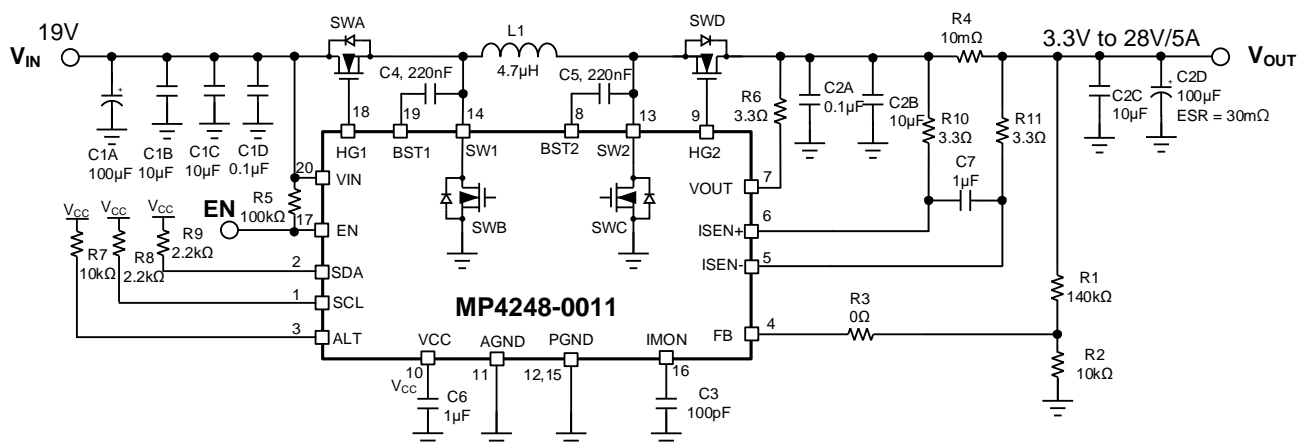 19V
VIN
C1A
100µF
+
C1B
10µF
C1C
10µF
C1D
0.1µF
SWA
L1
4.7µH
C4, 220nF
C5, 220nF
SWD
R4
10mΩ
3.3V to 28V/5A
VOUT
R6
3.3Ω
C2A
0.1µF
C2B
10µF
R10
3.3Ω
R11
3.3Ω
C7
1µF
C2C
10µF
+
C2D
100µF
ESR = 30mΩ
18
19
14
8
13
9
HG1
BST1
SW1
BST2
SW2
HG2
20
VIN
R5
100kΩ
EN
17
EN
SWB
SWC
VOUT
7
ISEN+
6
ISEN-
5
VCC
VCC
VCC
R7
10kΩ
R8
2.2kΩ
R9
2.2kΩ
2
SDA
1
SCL
3
ALT
MP4248-0011
FB
4
R3
0Ω
R1
140kΩ
R2
10kΩ
VCC
AGND
PGND
IMON
10
11
12,15
16
VCC
C6
1µF
C3
100pF